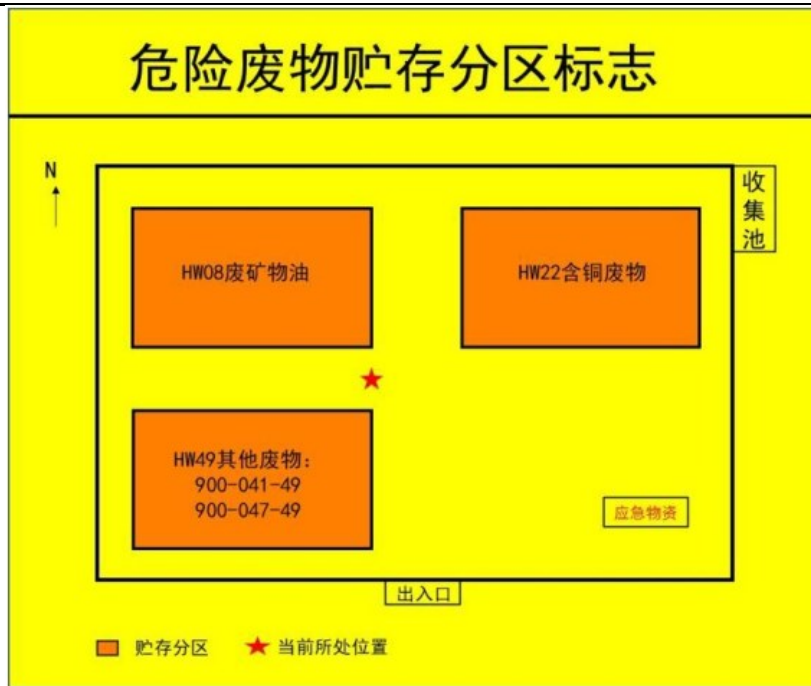 危险废物贮存分区标志
N
收集池
HW08废矿物油
HW22含铜废物
HW49其他废物：
900-041-49
900-047-49
应急物资
出入口
贮存分区
当前所处位置